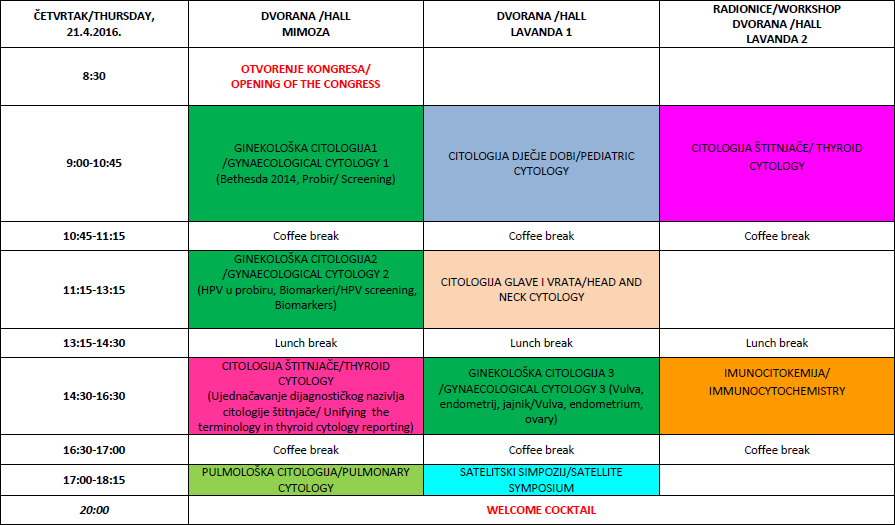 ČETVRTAK/THURSDAY,
21.4.2016.
DVORANA /HALL
MIMOZA
DVORANA /HALL
LAVANDA 1
RADIONICE/WORKSHOP
DVORANA /HALL
LAVANDA 2
8:30
OTVORENJE KONGRESA/
OPENING OF THE CONGRESS
9:00-10:45
GINEKOLOŠKA CITOLOGIJA1
/GYNAECOLOGICAL CYTOLOGY 1
(Bethesda 2014, Probir/ Screening)
CITOLOGIJA DJEČJE DOBI/PEDIATRIC
CYTOLOGY
CITOLOGIJA ŠTITNJAČE/ THYROID
CYTOLOGY
10:45-11:15
Coffee break
Coffee break
Coffee break
11:15-13:15
GINEKOLOŠKA CITOLOGIJA2
/GYNAECOLOGICAL CYTOLOGY 2
(HPV u probiru, Biomarkeri/HPV screening,
Biomarkers)
CITOLOGIJA GLAVE I VRATA/HEAD AND
NECK CYTOLOGY
13:15-14:30
Lunch break
Lunch break
Lunch break
14:30-16:30
CITOLOGIJA ŠTITNJAČE/THYROID
CYTOLOGY
(Ujednačavanje dijagnostičkog nazivlja
citologije štitnjače/ Unifying the
terminology in thyroid cytology reporting)
GINEKOLOŠKA CITOLOGIJA 3
/GYNAECOLOGICAL CYTOLOGY 3 (Vulva,
endometrij, jajnik/Vulva, endometrium,
ovary)
IMUNOCITOKEMIJA/
IMMUNOCYTOCHEMISTRY
16:30-17:00
Coffee break
Coffee break
Coffee break
17:00-18:15
PULMOLOŠKA CITOLOGIJA/PULMONARY
CYTOLOGY
SATELITSKI SIMPOZIJ/SATELLITE
SYMPOSIUM
20:00
WELCOME COCKTAIL